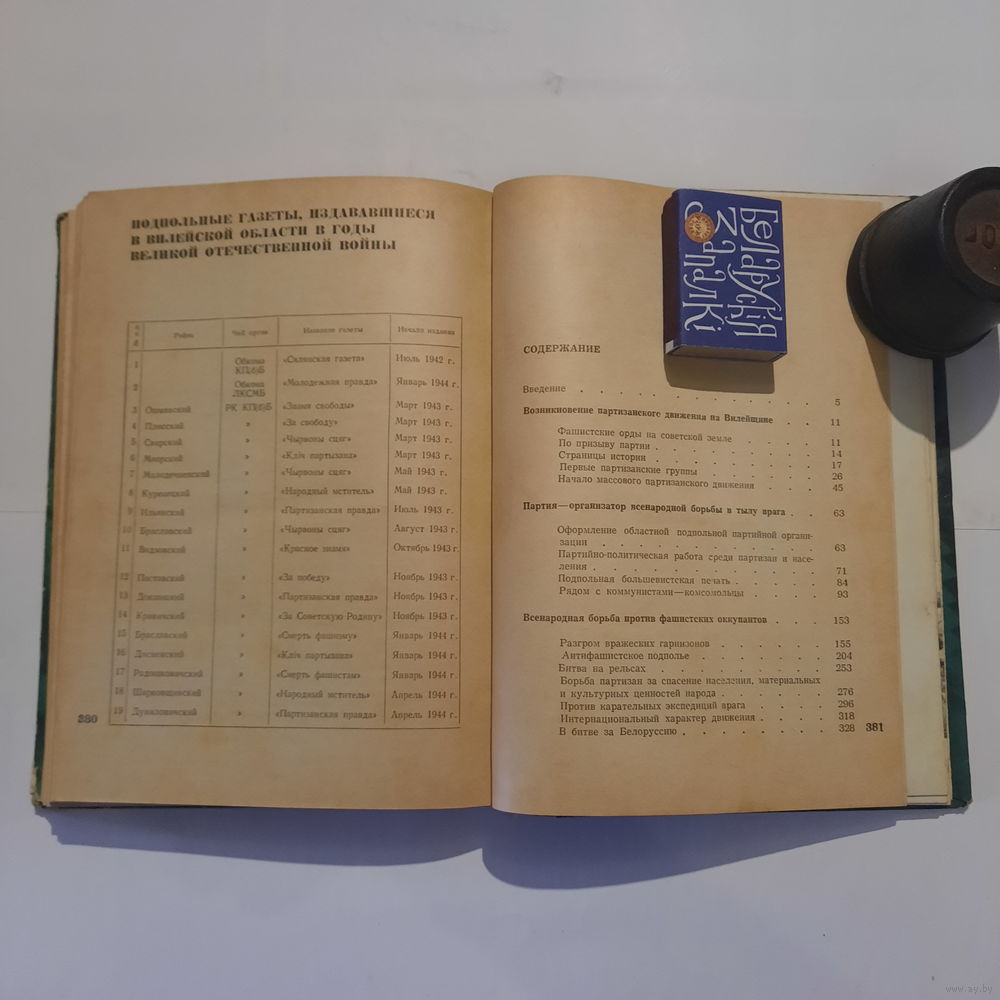 ПОДПОЛЬНЫЕ ГАЗЕТЫ, ИЗДАВАВШИЕСЯ
В ВИЛЕЙСКОЙ ОБЛАСТИ В ГОДЫ
ВЕЛИКОЙ ОТЕЧЕСТВЕННОЙ ВОЙНЫ
Район Чей орган Название газеты Начало издания
1 Обкома КП(б)Б «Сялянская газета» Июль 1942 г.
2 Обкома ЛКСМБ «Молодежная правда» Январь 1944 г.
3 Ошмянский РК КП(б)Б «Знамя свободы» Март 1943 г.
4 Плисский » «За свободу» Март 1943 г.
5 Свирский » «Чырвоны сцяг» Март 1943 г.
6 Миорский » «Кліч партызана» Март 1943 г.
7 Молодечненский » «Чырвоны сцяг» Май 1943 г.
8 Куренецкий » «Народный мститель» Май 1943 г.
9 Ильянский » «Партизанская правда» Июль 1943 г.
10 Браславский » «Чырвоны сцяг» Август 1943 г.
11 Видзовский » «Красное знамя» Октябрь 1943 г.
12 Поставский » «За победу» Ноябрь 1943 г.
13 Докшицкий » «Партизанская правда» Ноябрь 1943 г.
14 Кривичский » «За Советскую Родину» Ноябрь 1943 г.
15 Браславский » «Смерть фашизму» Январь 1944 г.
16 Дисненский » «Кліч партызана» Январь 1944 г.
17 Радошковичский » «Смерть фашистам» Январь 1944 г.
18 Шарковщинский » «Народный мститель» Апрель 1944 г.
19 Дуниловичский » «Партизанская правда» Апрель 1944 г.
380
Беларускія
Запалкі
СОДЕРЖАНИЕ
Введение . . . . . . . . . . . 5
Возникновение партизанского движения на Вилейщине . . 11
Фашистские орды на советской земле . . . . 11
По призыву партии . . . . . . . . . 14
Страницы истории . . . . . . . . . 17
Первые партизанские группы . . . . . . 26
Начало массового партизанского движения . . . 45
Партия — организатор всенародной борьбы в тылу врага . . 63
Оформление областной подпольной партийной органи-
зации . . . . . . . . . . . 63
Партийно-политическая работа среди партизан и насе-
ления . . . . . . . . . . . 71
Подпольная большевистская печать . . . . . 84
Рядом с коммунистами — комсомольцы . . . . 93
Всенародная борьба против фашистских оккупантов . . . 153
Разгром вражеских гарнизонов . . . . . . 155
Антифашистское подполье . . . . . . . 204
Битва на рельсах . . . . . . . . . 253
Борьба партизан за спасение населения, материальных
и культурных ценностей народа . . . . . . 276
Против карательных экспедиций врага . . . . 296
Интернациональный характер движения . . . . 318
В битве за Белоруссию . . . . . . . . 328
381
www.ay.by